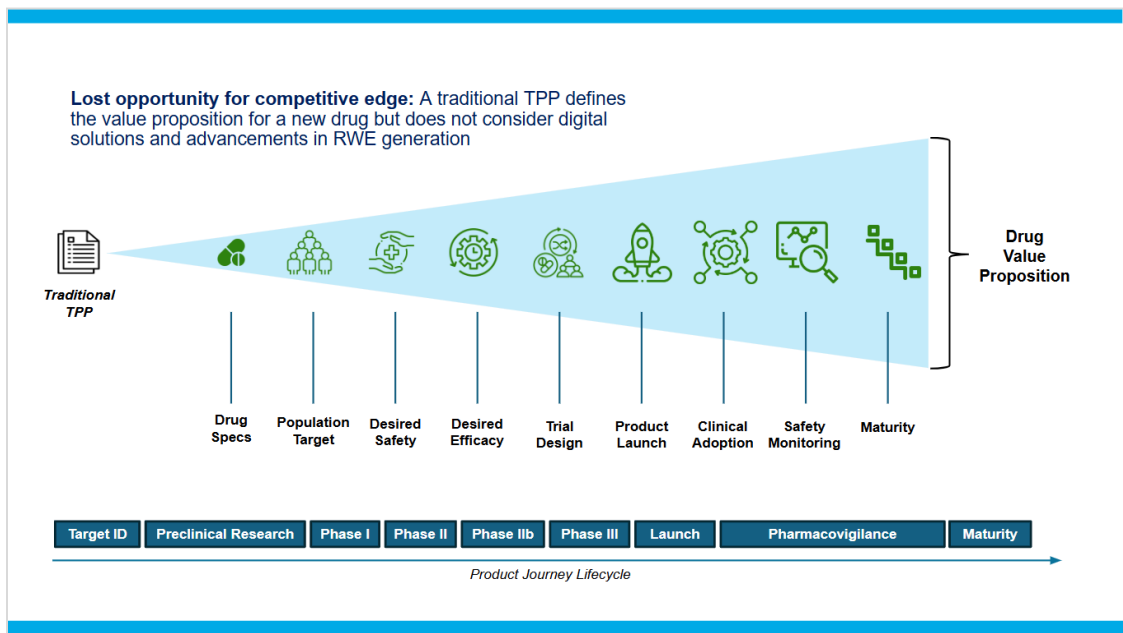 Lost opportunity for competitive edge: A traditional TPP defines
the value proposition for a new drug but does not consider digital
solutions and advancements in RWE generation
Traditional
TPP
Drug
Value
Proposition
Drug
Specs
Population
Target
Desired
Safety
Desired
Efficacy
Trial
Design
Product
Launch
Clinical
Adoption
Safety
Monitoring
Maturity
Target ID
Preclinical Research
Phase I
Phase II
Phase IIb
Phase III
Launch
Pharmacovigilance
Maturity
Product Journey Lifecycle